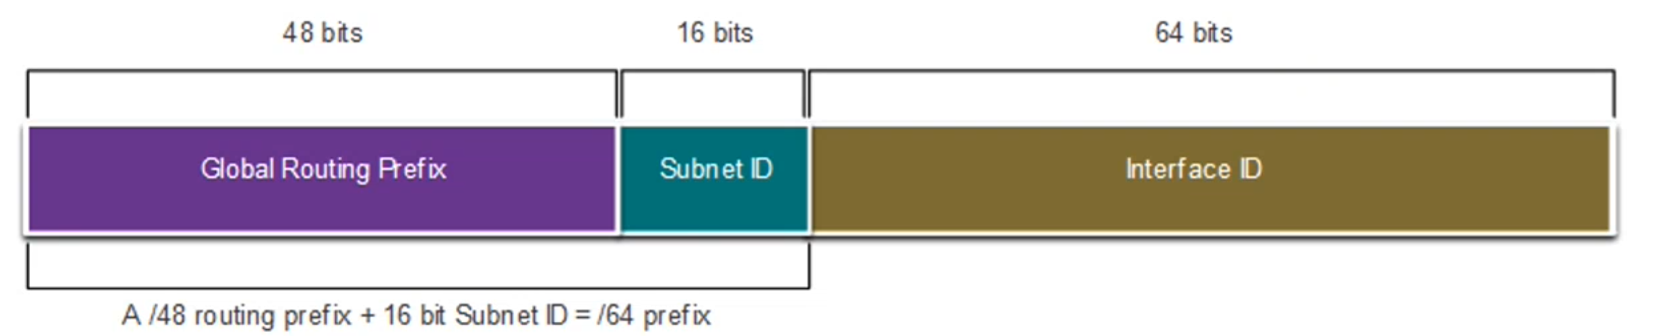 48 bits 16 bits 64 bits
Global Routing Prefix Subnet ID Interface ID
A /48 routing prefix + 16 bit Subnet ID = /64 prefix